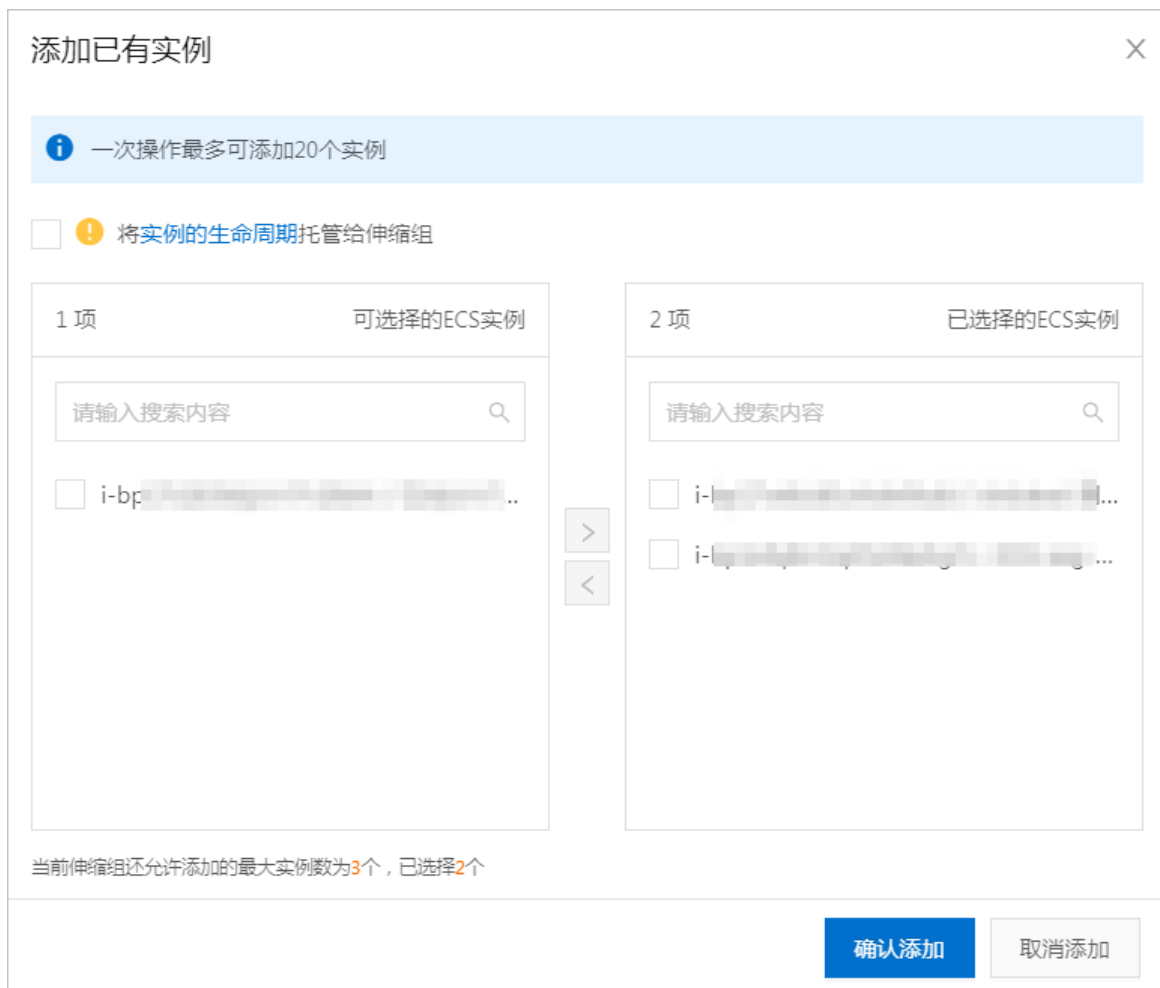 添加已有实例
一次操作最多可添加20个实例
将实例的生命周期托管给伸缩组
1 项 可选择的ECS实例
请输入搜索内容
i-bp
2 项 已选择的ECS实例
请输入搜索内容
i-
i-
当前伸缩组还允许添加的最大实例数为3个，已选择2个
确认添加 取消添加